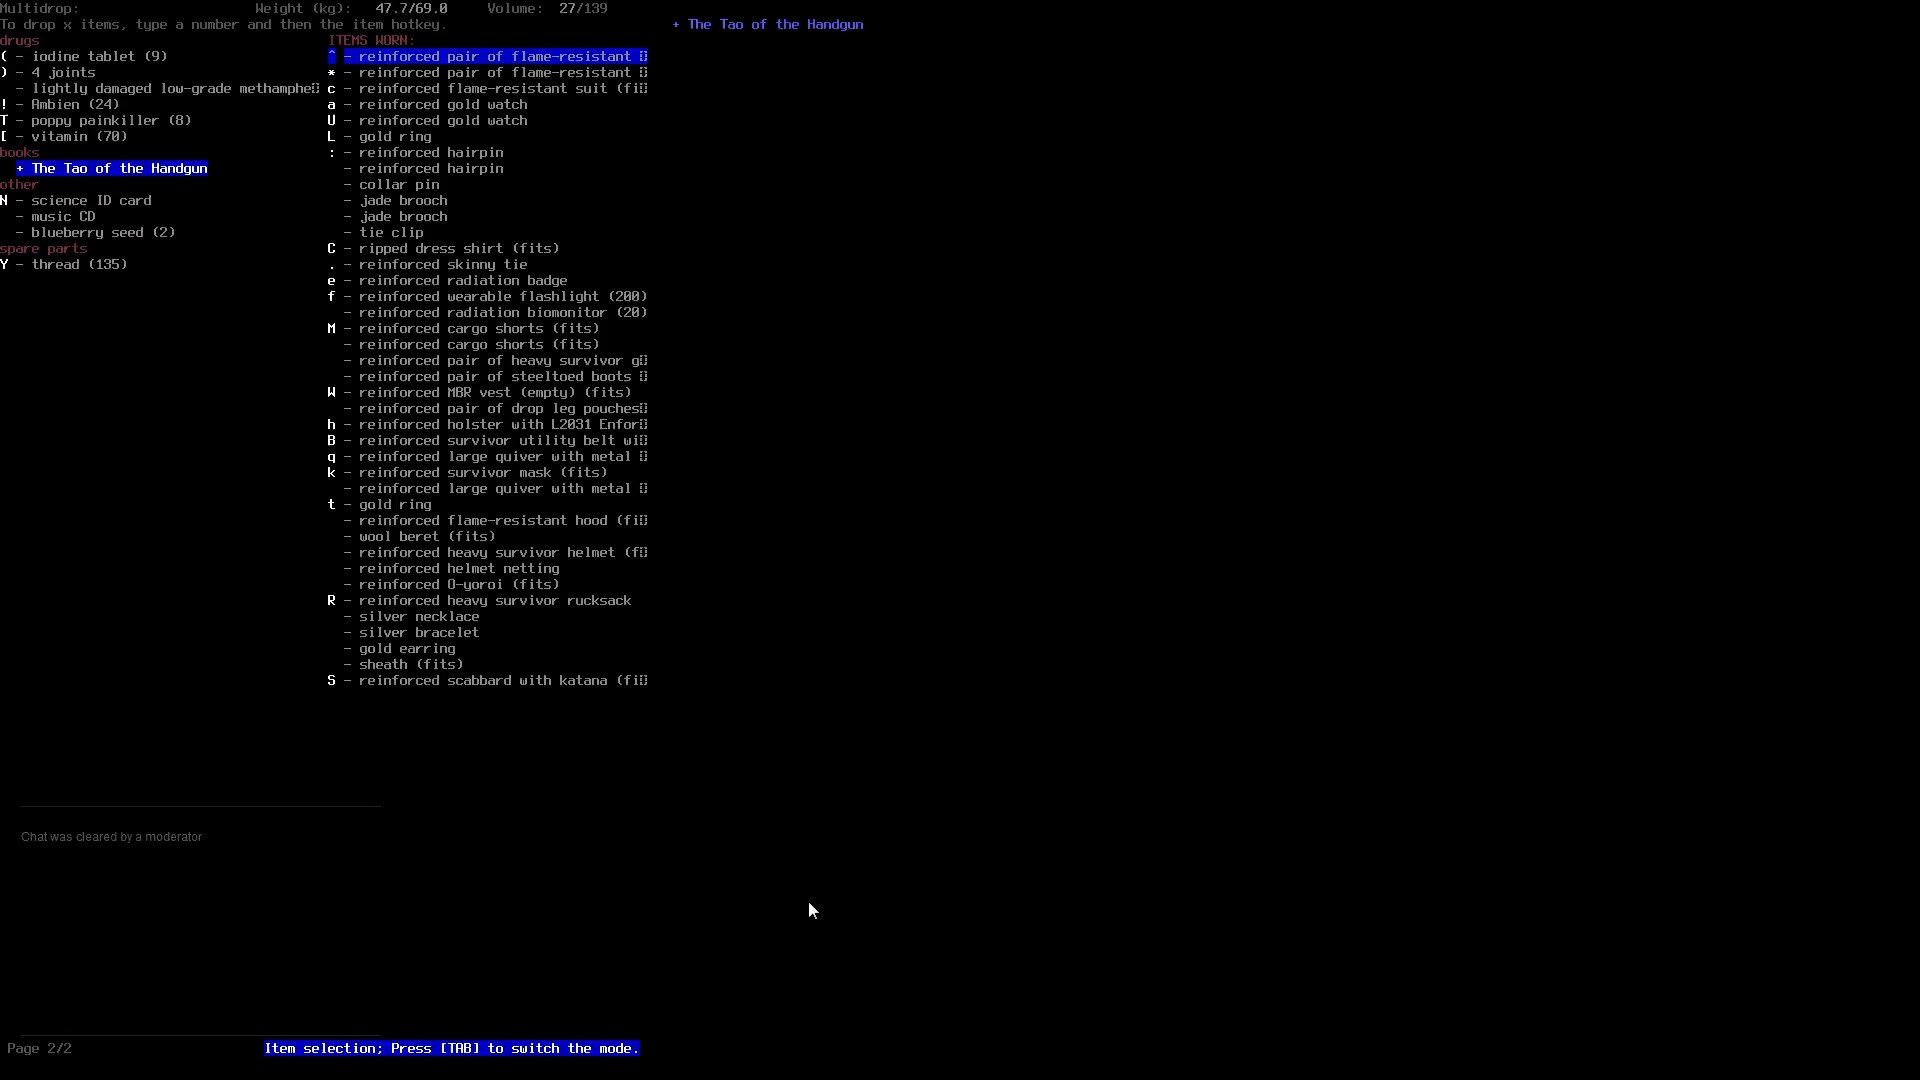 Multidrop: Weight (kg): 47.7/69.0 Volume: 27/139
To drop x items, type a number and then the item hotkey.
drugs
( - iodine tablet (9)
) - 4 joints
- lightly damaged low-grade methamphe
! - Ambien (24)
T - poppy painkiller (8)
[ - vitamin (70)
books
+ The Tao of the Handgun
other
N - science ID card
- music CD
- blueberry seed (2)
spare parts
Y - thread (135)
ITEMS WORN:
^ - reinforced pair of flame-resistant
* - reinforced pair of flame-resistant
c - reinforced flame-resistant suit (fi
a - reinforced gold watch
U - reinforced gold watch
L - gold ring
: - reinforced hairpin
- reinforced hairpin
- collar pin
- jade brooch
- jade brooch
- tie clip
C - ripped dress shirt (fits)
. - reinforced skinny tie
e - reinforced radiation badge
f - reinforced wearable flashlight (200)
- reinforced radiation biomonitor (20)
M - reinforced cargo shorts (fits)
- reinforced cargo shorts (fits)
- reinforced pair of heavy survivor g
- reinforced pair of steeltoed boots
W - reinforced MBR vest (empty) (fits)
- reinforced pair of drop leg pouches
h - reinforced holster with L2031 Enfor
B - reinforced survivor utility belt wi
q - reinforced large quiver with metal
k - reinforced survivor mask (fits)
- reinforced large quiver with metal
t - gold ring
- reinforced flame-resistant hood (fi
- wool beret (fits)
- reinforced heavy survivor helmet (f
- reinforced helmet netting
- reinforced O-yoroi (fits)
R - reinforced heavy survivor rucksack
- silver necklace
- silver bracelet
- gold earring
- sheath (fits)
S - reinforced scabbard with katana (fi
+ The Tao of the Handgun
Chat was cleared by a moderator
Page 2/2 Item selection; Press [TAB] to switch the mode.